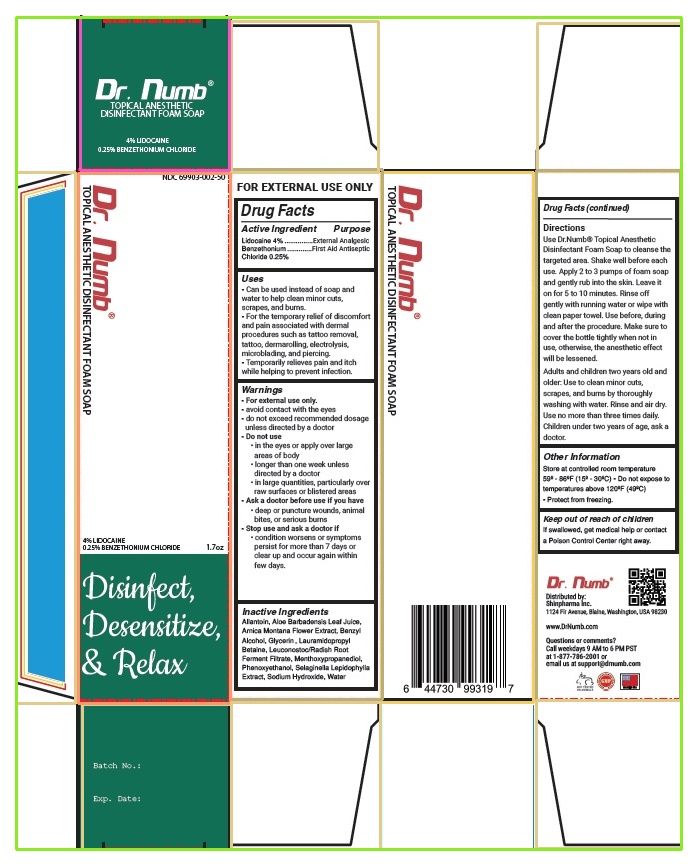 Dr. Numb®
TOPICAL ANESTHETIC
DISINFECTANT FOAM SOAP
4% LIDOCAINE
0.25% BENZETHONIUM CHLORIDE
NDC 69903-002-50
Dr. Numb®
TOPICAL ANESTHETIC DISINFECTANT FOAM SOAP
4% LIDOCAINE
0.25% BENZETHONIUM CHLORIDE 1.7oz
Disinfect,
Desensitize,
& Relax
Batch No.:
Exp. Date:
FOR EXTERNAL USE ONLY
Drug Facts
Active Ingredient Purpose
Lidocaine 4% ...............External Analgesic
Benzethonium .............First Aid Antiseptic
Chloride 0.25%
Uses
• Can be used instead of soap and
water to help clean minor cuts,
scrapes, and burns.
• For the temporary relief of discomfort
and pain associated with dermal
procedures such as tattoo removal,
tattoo, dermarolling, electrolysis,
microblading, and piercing.
• Temporarily relieves pain and itch
while helping to prevent infection.
Warnings
• For external use only.
• avoid contact with the eyes
• do not exceed recommended dosage
unless directed by a doctor
• Do not use
• in the eyes or apply over large
areas of body
• longer than one week unless
directed by a doctor
• in large quantities, particularly over
raw surfaces or blistered areas
• Ask a doctor before use if you have
• deep or puncture wounds, animal
bites, or serious burns
• Stop use and ask a doctor if
• condition worsens or symptoms
persist for more than 7 days or
clear up and occur again within
few days.
Inactive Ingredients
Allantoin, Aloe Barbadensis Leaf Juice,
Arnica Montana Flower Extract, Benzyl
Alcohol, Glycerin , Lauramidopropyl
Betaine, Leuconostoc/Radish Root
Ferment Filtrate, Menthoxypropanediol,
Phenoxyethanol, Selaginella Lepidophylla
Extract, Sodium Hydroxide, Water
Dr. Numb®
TOPICAL ANESTHETIC DISINFECTANT FOAM SOAP
6 44730 99319 7
Drug Facts (continued)
Directions
Use Dr.Numb® Topical Anesthetic
Disinfectant Foam Soap to cleanse the
targeted area. Shake well before each
use. Apply 2 to 3 pumps of foam soap
and gently rub into the skin. Leave it
on for 5 to 10 minutes. Rinse off
gently with running water or wipe with
clean paper towel. Use before, during
and after the procedure. Make sure to
cover the bottle tightly when not in
use, otherwise, the anesthetic effect
will be lessened.
Adults and children two years old and
older: Use to clean minor cuts,
scrapes, and burns by thoroughly
washing with water. Rinse and air dry.
Use no more than three times daily.
Children under two years of age, ask a
doctor.
Other Information
Store at controlled room temperature
59º - 86ºF (15º - 30ºC) • Do not expose to
temperatures above 120ºF (49ºC)
• Protect from freezing.
Keep out of reach of children
If swallowed, get medical help or contact
a Poison Control Center right away.
Dr. Numb®
Distributed by:
Shinpharma Inc.
1124 Fir Avenue, Blaine, Washington, USA 98230
www.DrNumb.com
Questions or comments?
Call weekdays 9 AM to 6 PM PST
at 1-877-786-2001 or
email us at support@drnumb.com
NOT TESTED
ON ANIMALS
GMP